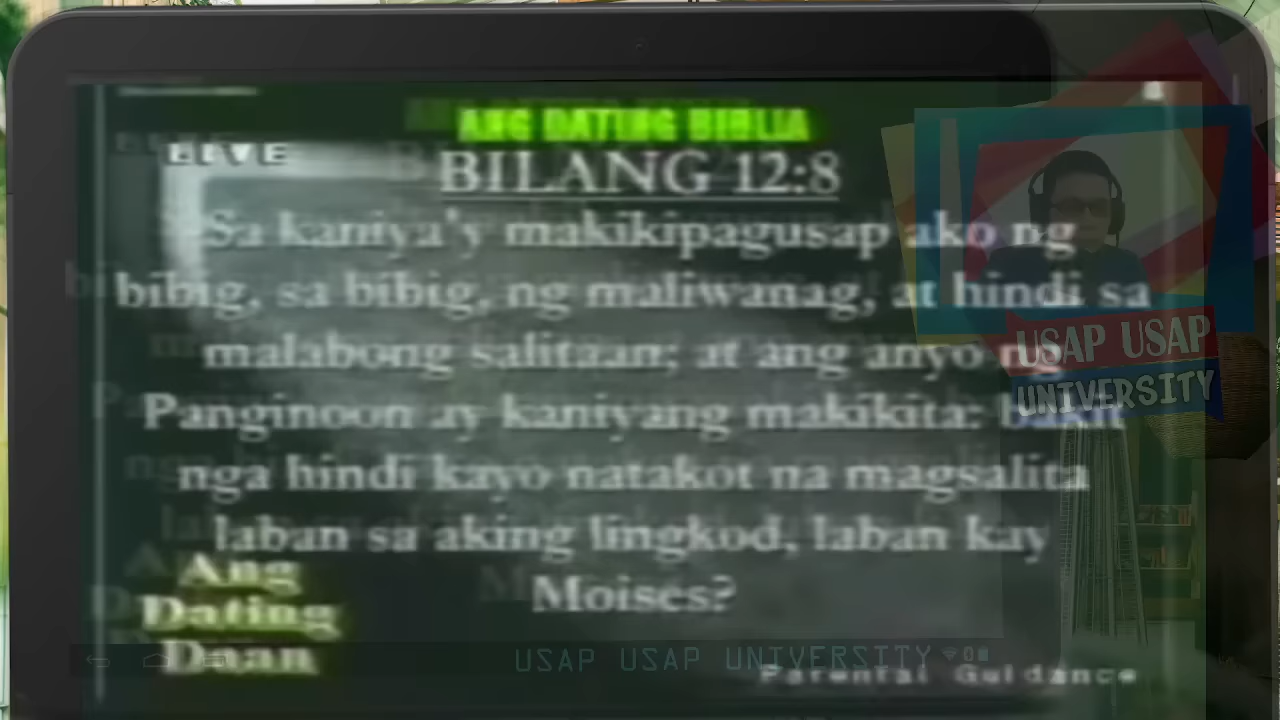 ANG DATING BIBLIA
LIVE
BILANG 12:8
Sa kaniya'y makikipagusap ako ng
bibig, sa bibig, ng maliwanag, at hindi sa
malabong salitaan; at ang anyo ng
Panginoon ay kaniyang makikita: bakit
nga hindi kayo natakot na magsalita
laban sa aking lingkod, laban kay
Moises?
USAP USAP
UNIVERSITY
Ang
Dating
Daan
USAP USAP UNIVERSITY
Parental Guidance